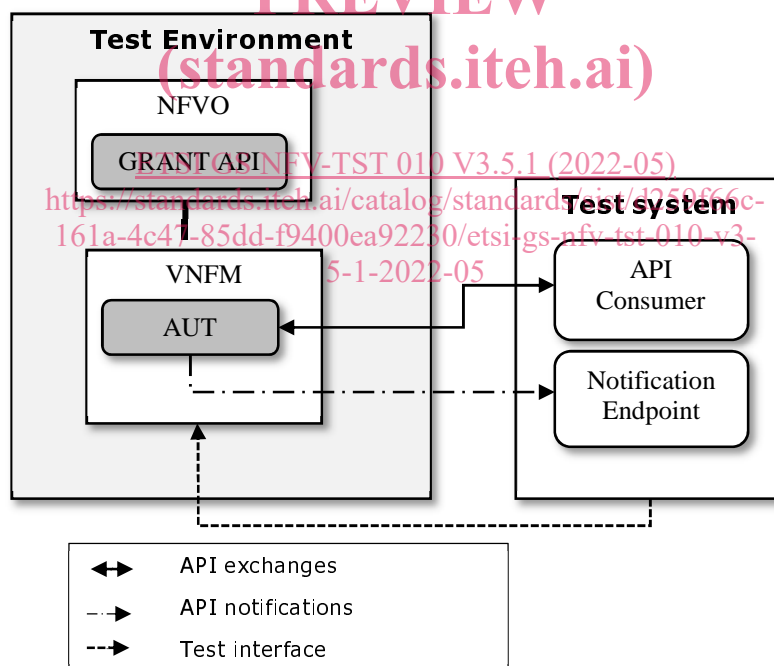 PREVIEW
Test Environment
(standards.iteh.ai)
NFVO
GRANT API
ETSI GS NFV-TST 010 V3.5.1 (2022-05)
https://standards.iteh.ai/catalog/standards/sist/d259f66c-
161a-4c47-85dd-f9400ea92230/etsi-gs-nfv-tst-010-v3-
5-1-2022-05
Test system
VNFM
AUT
API
Consumer
Notification
Endpoint
API exchanges
API notifications
Test interface